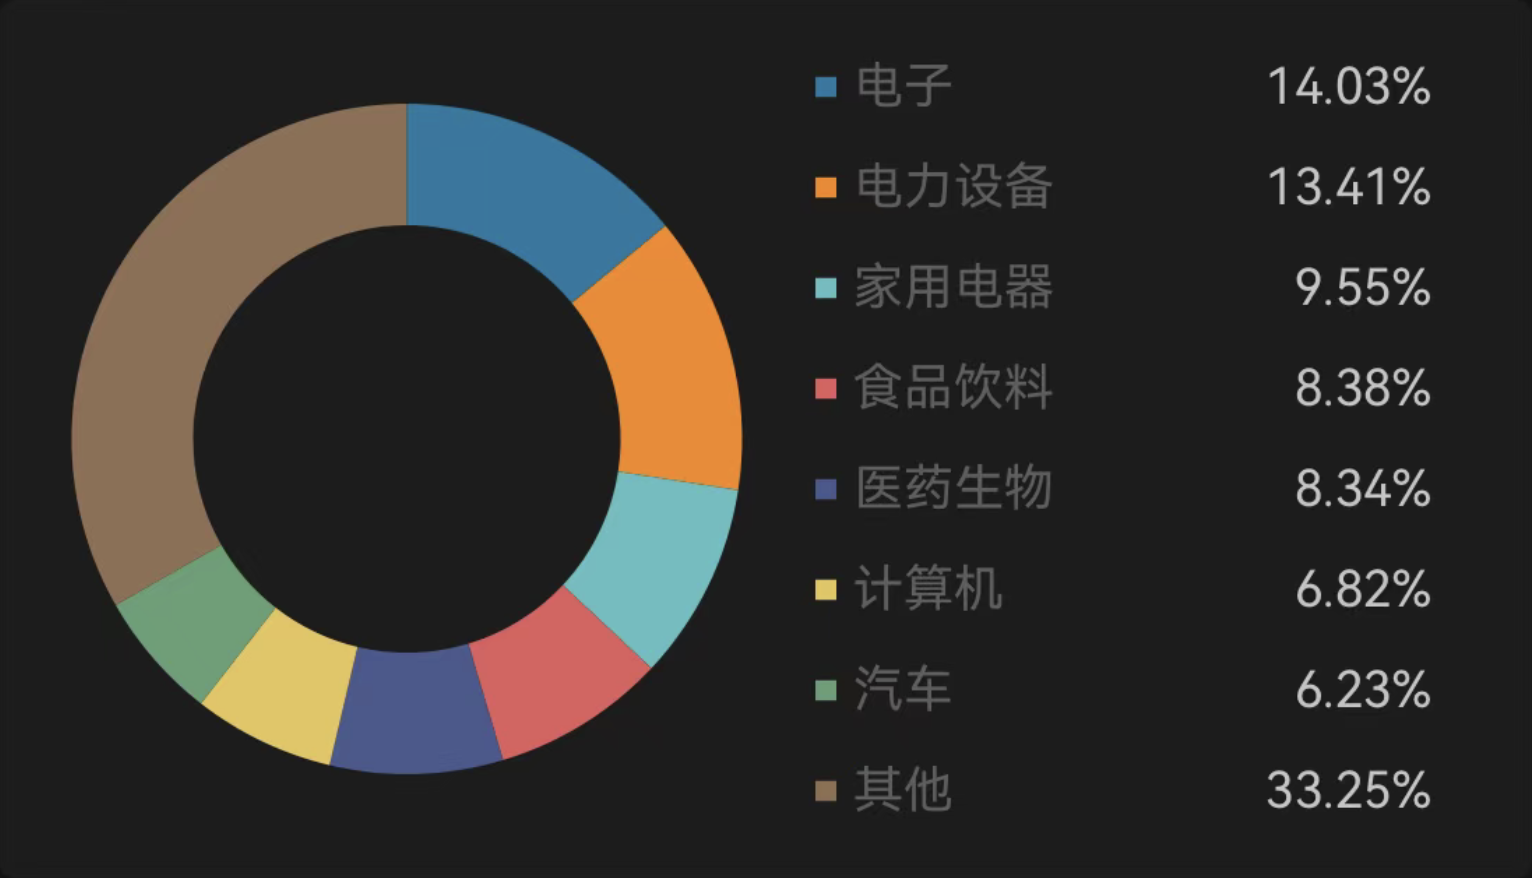 电子 14.03%
电力设备 13.41%
家用电器 9.55%
食品饮料 8.38%
医药生物 8.34%
计算机 6.82%
汽车 6.23%
其他 33.25%